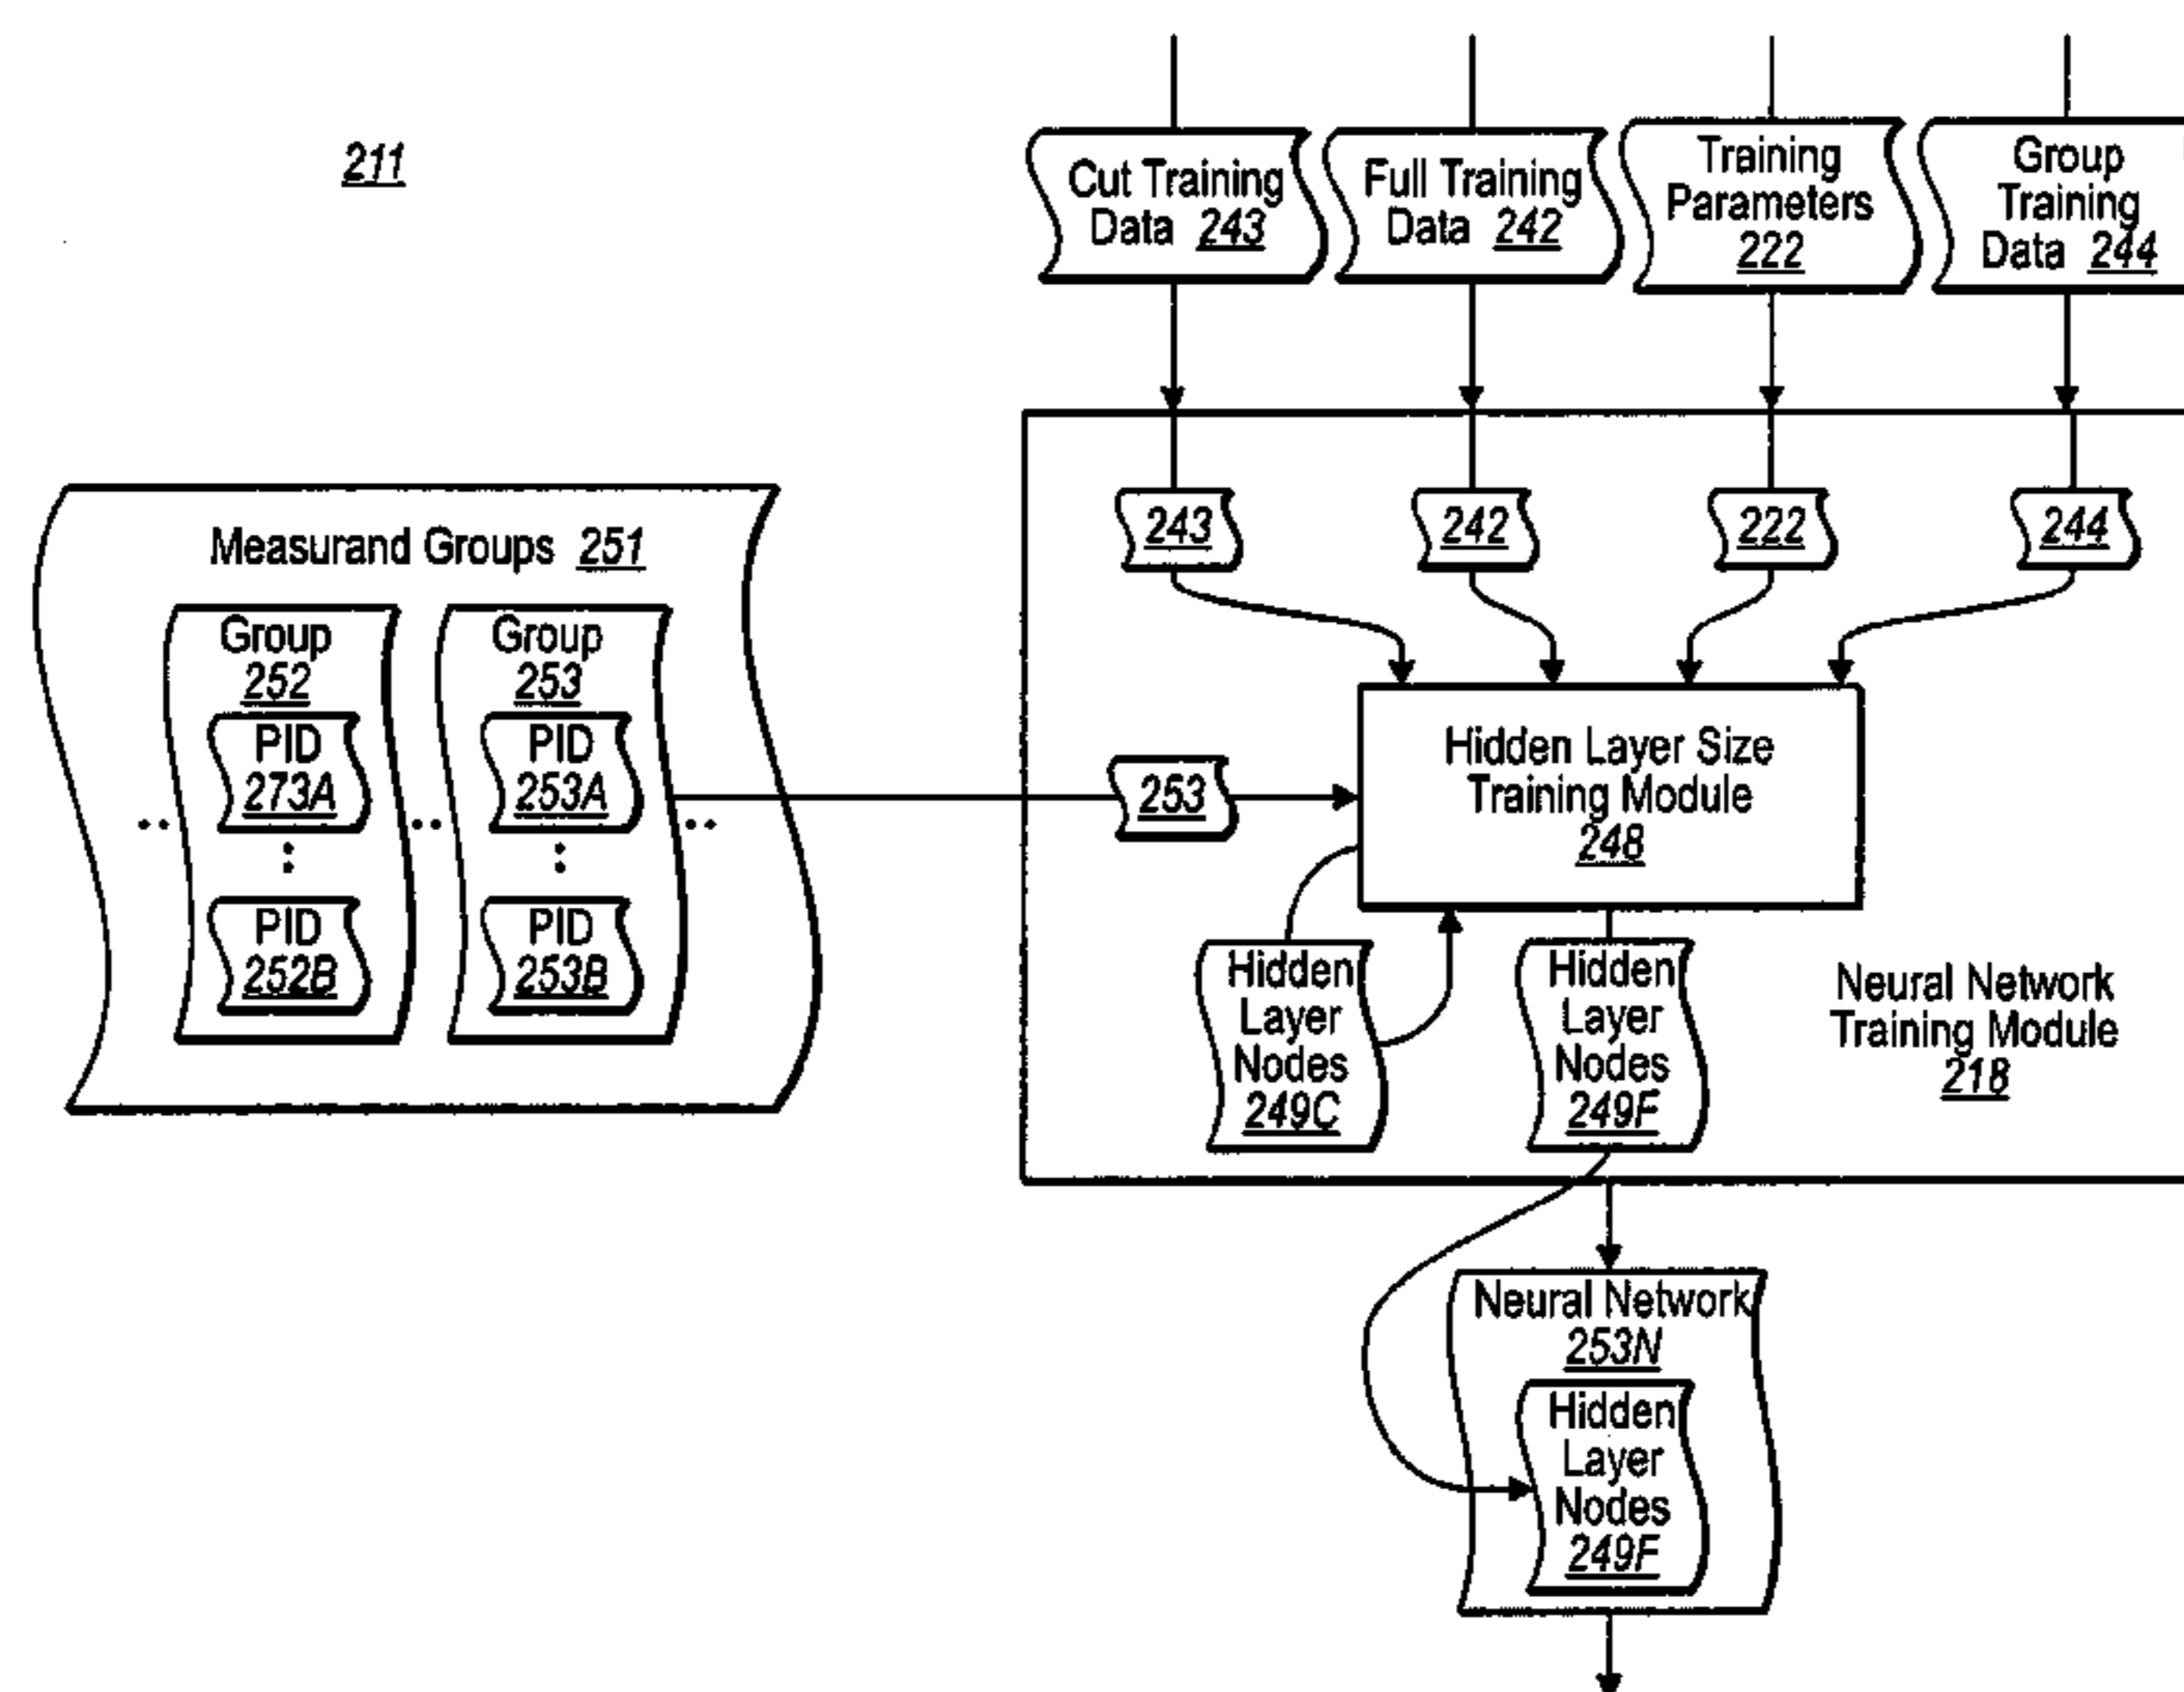 211
Cut Training
Data 243
Full Training
Data 242
Training
Parameters
222
Group
Training
Data 244
243
242
222
244
Measurand Groups 251
Group
252
PID
273A
PID
252B
Group
253
PID
253A
PID
253B
253
Hidden Layer Size
Training Module
248
Hidden
Layer
Nodes
249C
Hidden
Layer
Nodes
249F
Neural Network
Training Module
218
Neural Network
253N
Hidden
Layer
Nodes
249F